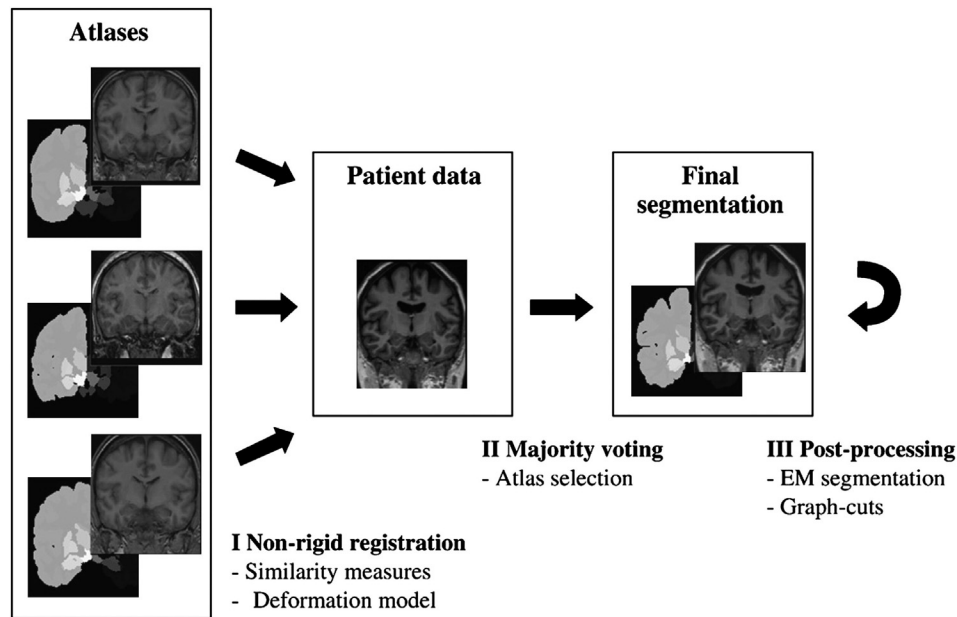 Atlases
Patient data
Final
segmentation
I Non-rigid registration
- Similarity measures
- Deformation model
II Majority voting
- Atlas selection
III Post-processing
- EM segmentation
- Graph-cuts